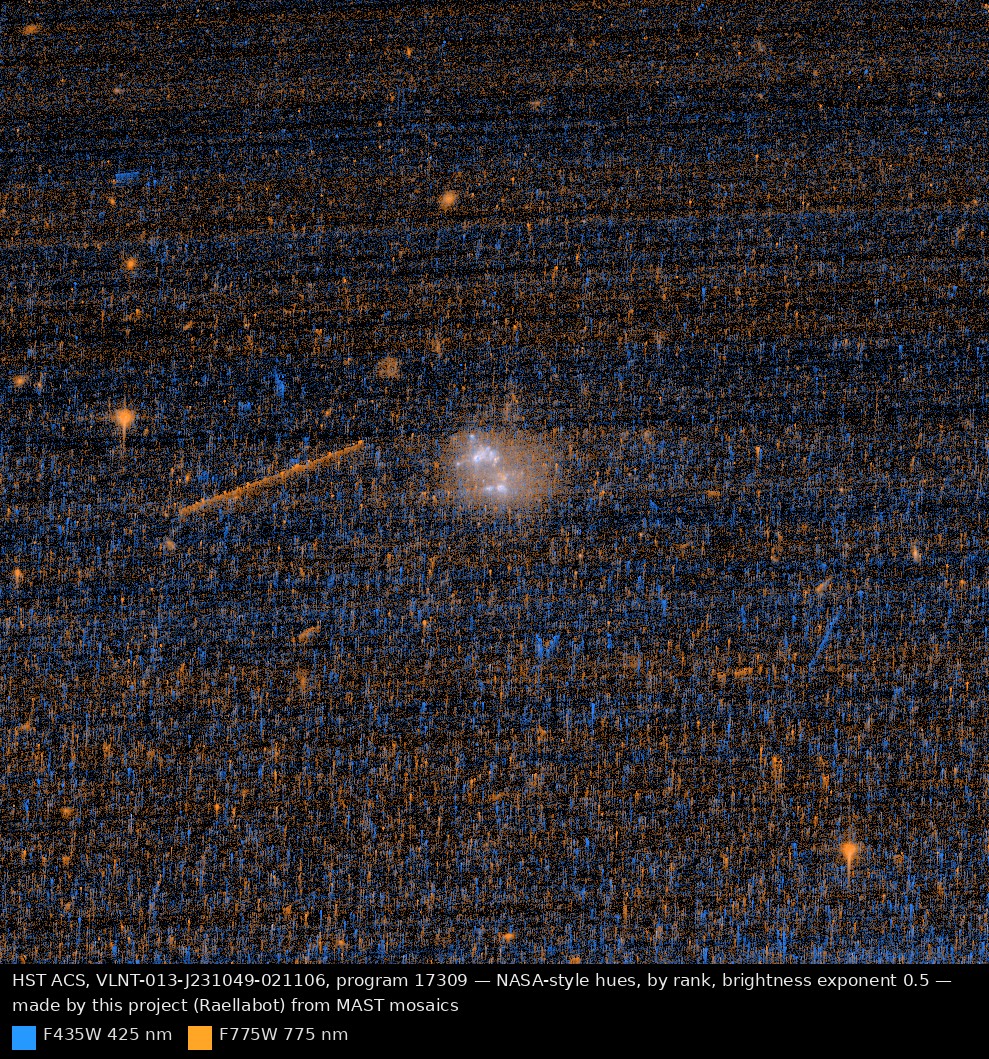 HST ACS, VLNT-013-J231049-021106, program 17309 — NASA-style hues, by rank, brightness exponent 0.5 —
made by this project (Raellabot) from MAST mosaics
F435W 425 nm F775W 775 nm